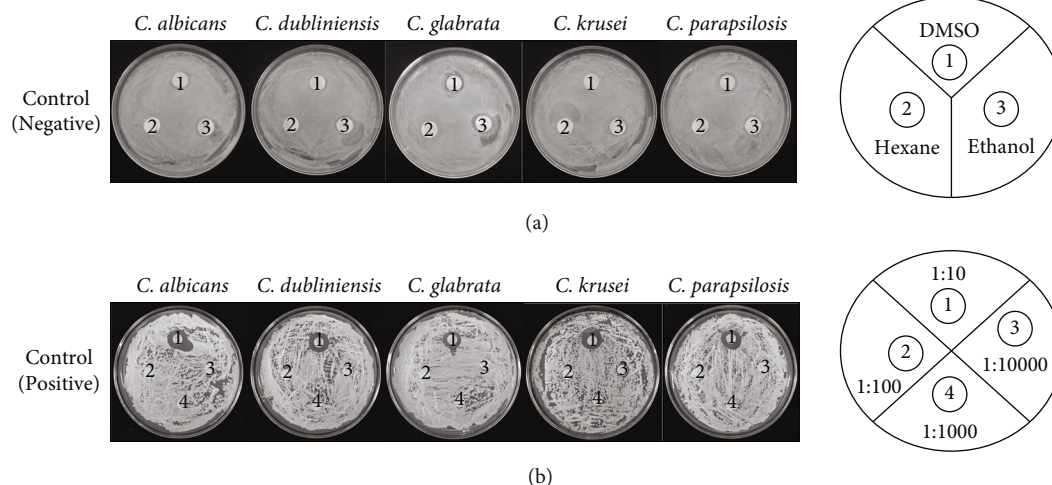 C. albicans C. dubliniensis C. glabrata C. krusei C. parapsilosis
Control
(Negative)
1 1 1 1 1
2 3 2 3 2 3 2 3 2 3
DMSO
1
2 3
Hexane Ethanol
(a)
C. albicans C. dubliniensis C. glabrata C. krusei C. parapsilosis
Control
(Positive)
1 1 1 1 1
2 3 2 3 2 3 2 3 2 3
4 4 4 4 4
1:10
1
2 3
1:100 1:10000
4
1:1000
(b)